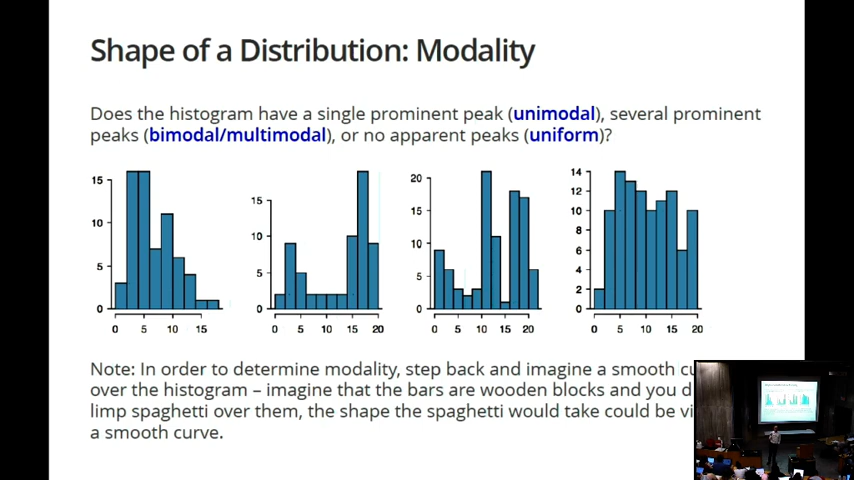 Shape of a Distribution: Modality
Does the histogram have a single prominent peak (unimodal), several prominent
peaks (bimodal/multimodal), or no apparent peaks (uniform)?
15
10
5
0
0 5 10 15
15
10
5
0
0 5 10 15 20
20
15
10
5
0
0 5 10 15 20
14
12
10
8
6
4
2
0
0 5 10 15 20
Note: In order to determine modality, step back and imagine a smooth
over the histogram – imagine that the bars are wooden blocks and you
limp spaghetti over them, the shape the spaghetti would take could be
a smooth curve.